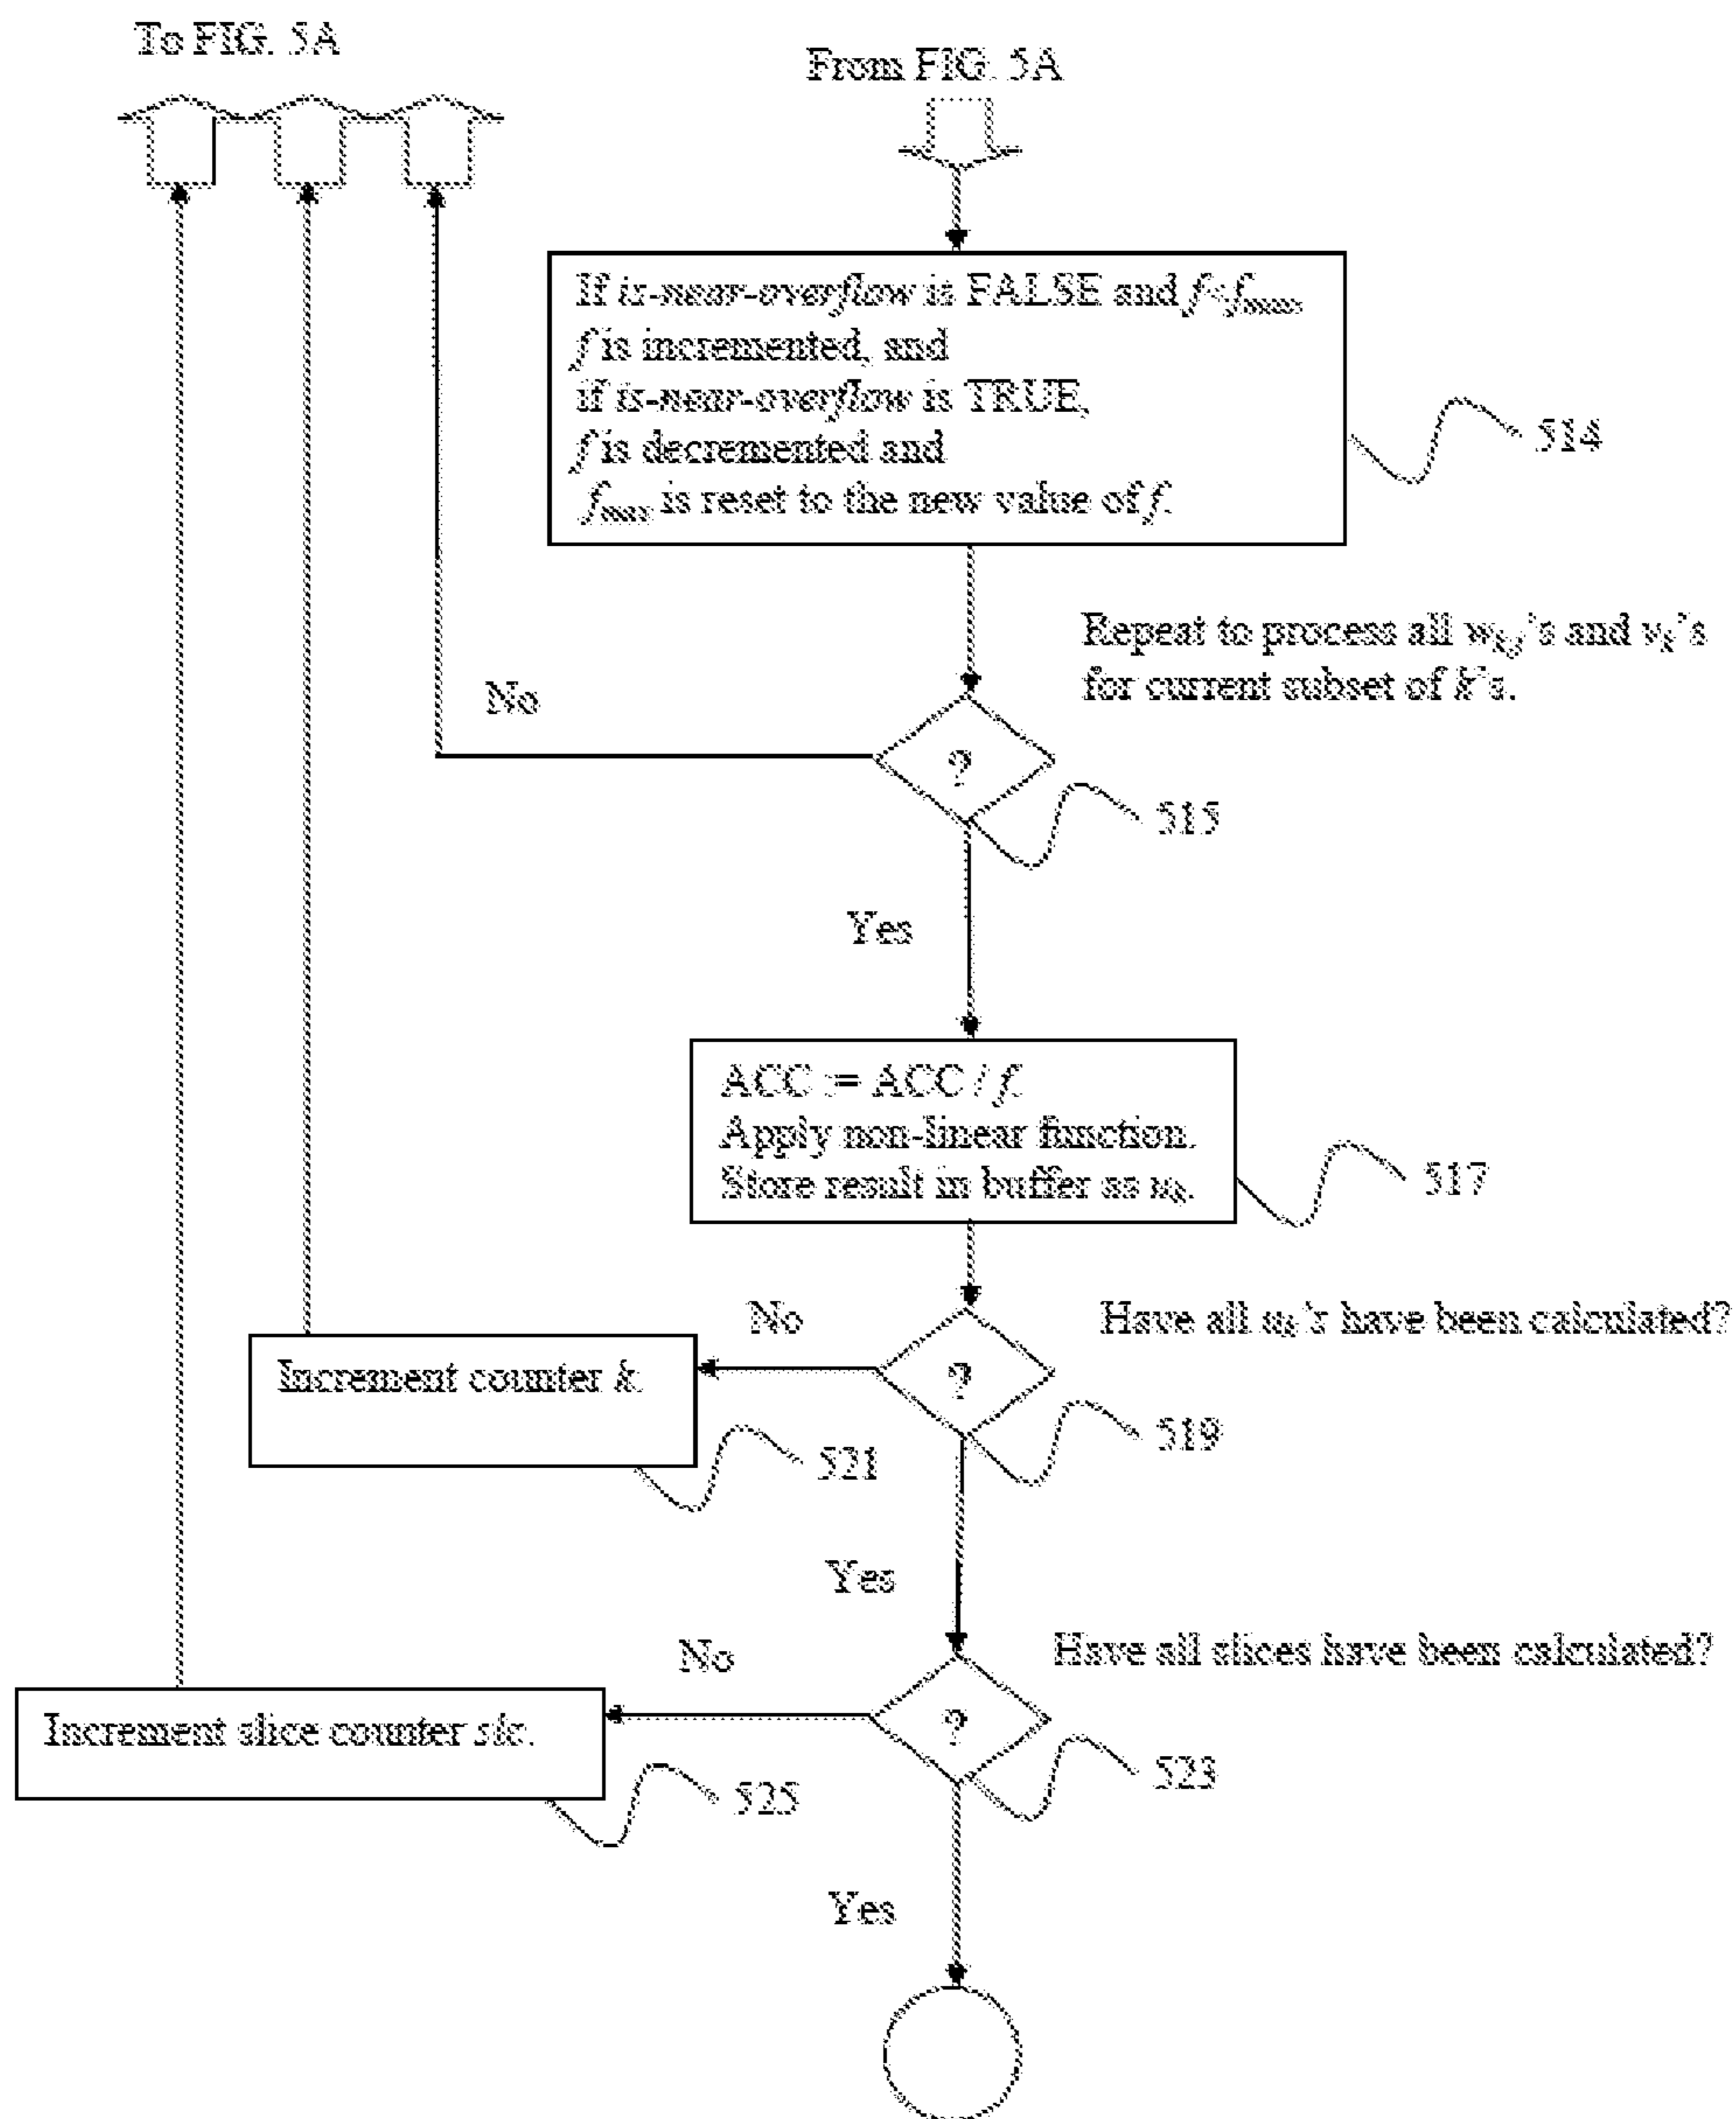 To FIG. 5A
From FIG. 5A
If is-near-overflow is FALSE and f<fmax
f is incremented, and
if is-near-overflow is TRUE,
f is decremented and
fmax is reset to the new value of f.
514
Repeat to process all wk,j's and vk's
for current subset of k's.
No
?
515
Yes
ACC := ACC / f.
Apply non-linear function.
Store result in buffer as uk.
517
No
Have all uk's have been calculated?
?
Increment counter k.
519
521
Yes
No
Have all slices have been calculated?
?
Increment slice counter slc.
523
525
Yes